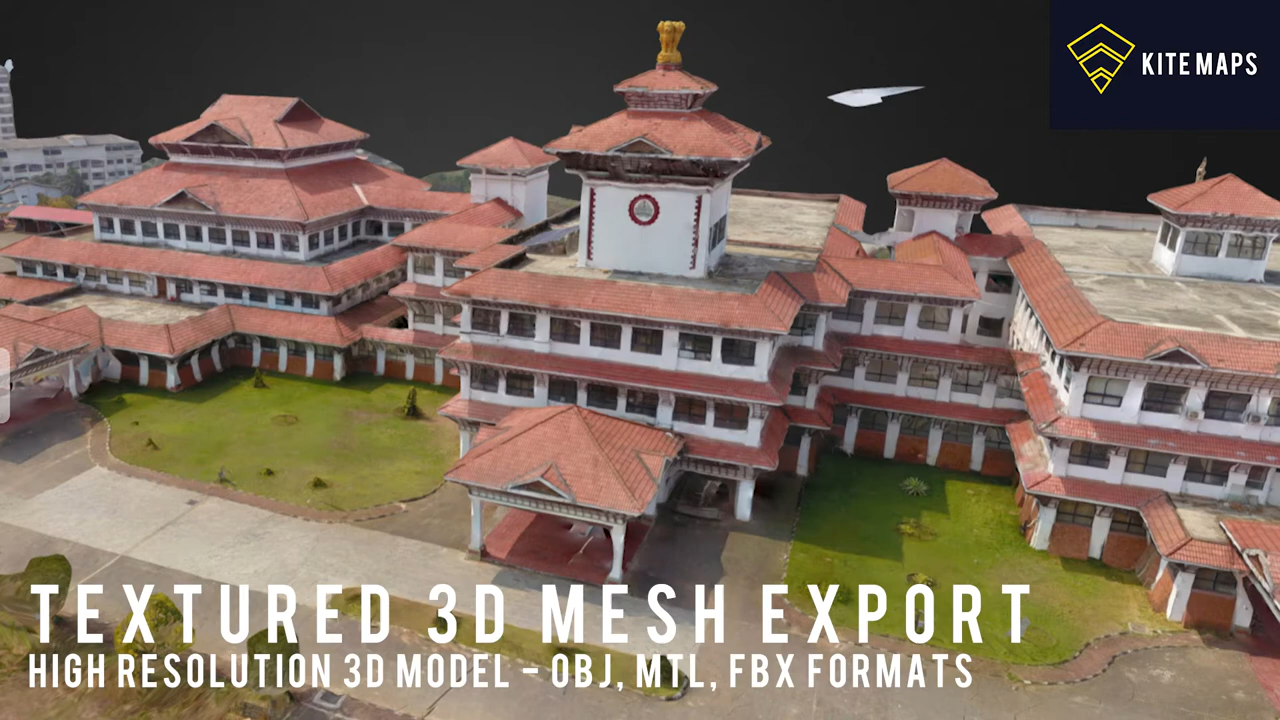 KITE MAPS
TEXTURED 3D MESH EXPORT
HIGH RESOLUTION 3D MODEL - OBJ, MTL, FBX FORMATS